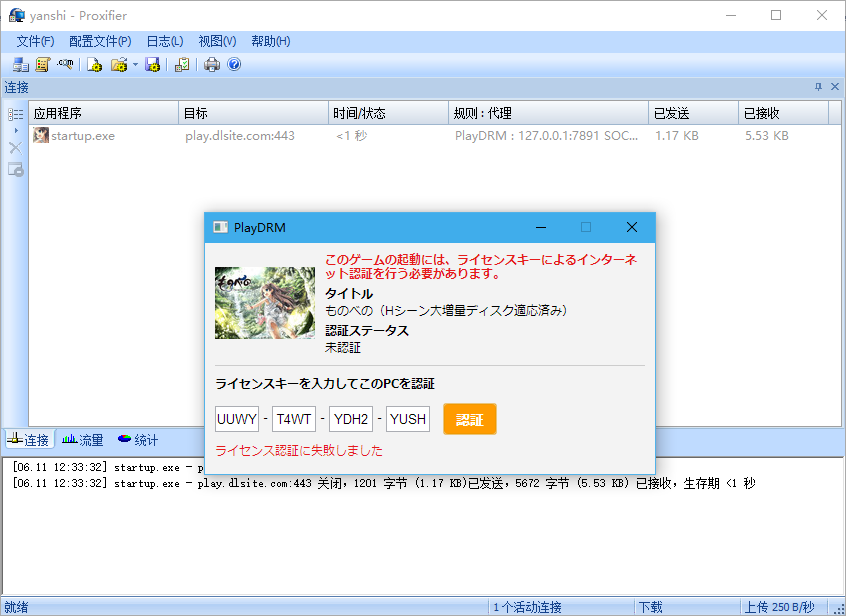 yanshi - Proxifier
文件(F) 配置文件(P) 日志(L) 视图(V) 帮助(H)
连接
应用程序 目标 时间/状态 规则 : 代理 已发送 已接收
startup.exe play.dlsite.com:443 <1 秒 PlayDRM : 127.0.0.1:7891 SOC... 1.17 KB 5.53 KB
PlayDRM
このゲームの起動には、ライセンスキーによるインターネ
ット認証を行う必要があります。
タイトル
ものべの（Hシーン大増量ディスク適応済み）
認証ステータス
未認証
ものべの
ライセンスキーを入力してこのPCを認証
UUWY - T4WT - YDH2 - YUSH 認証
ライセンス認証に失敗しました
连接 流量 统计
[06.11 12:33:32] startup.exe - p
[06.11 12:33:32] startup.exe - play.dlsite.com:443 关闭，1201 字节 (1.17 KB)已发送，5672 字节 (5.53 KB) 已接收，生存期 <1 秒
就绪 1 个活动连接 下载 上传 250 B/秒